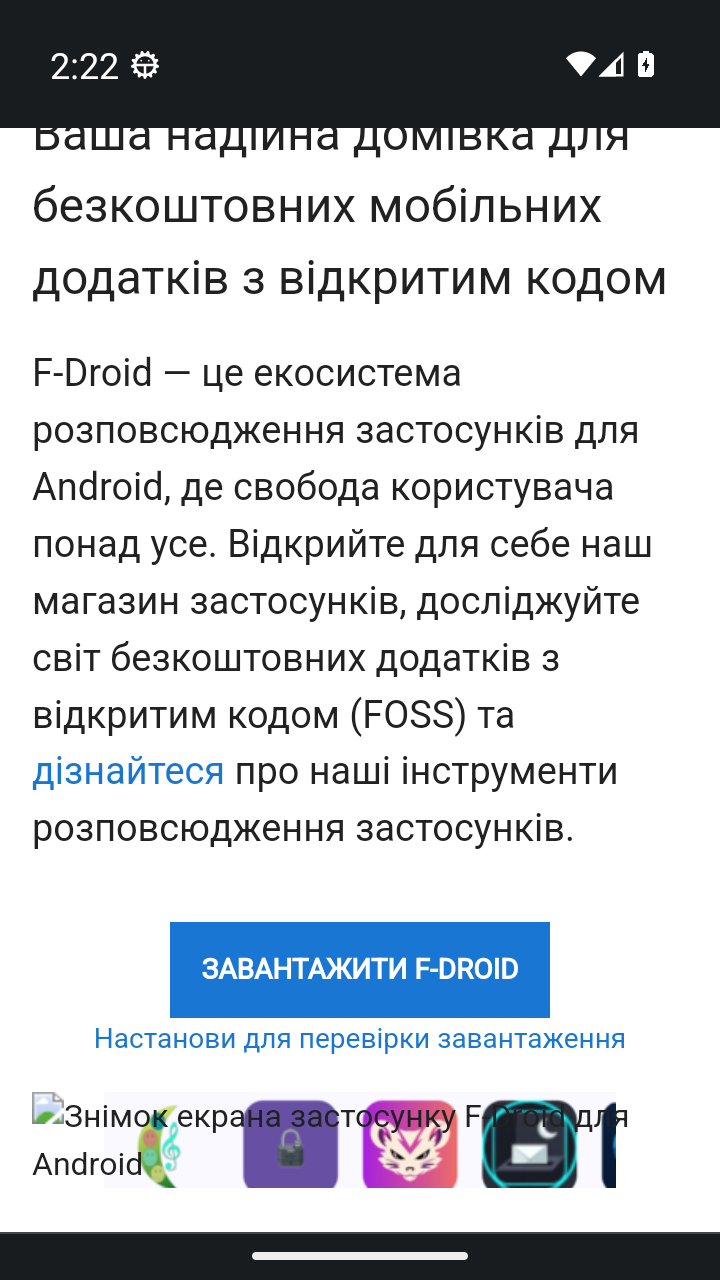 2:22
Ваша надійна домівка для
безкоштовних мобільних
додатків з відкритим кодом
F-Droid — це екосистема
розповсюдження застосунків для
Android, де свобода користувача
понад усе. Відкрийте для себе наш
магазин застосунків, досліджуйте
світ безкоштовних додатків з
відкритим кодом (FOSS) та
дізнайтеся про наші інструменти
розповсюдження застосунків.
ЗАВАНТАЖИТИ F-DROID
Настанови для перевірки завантаження
Знімок екрана застосунку F-Droid для
Android